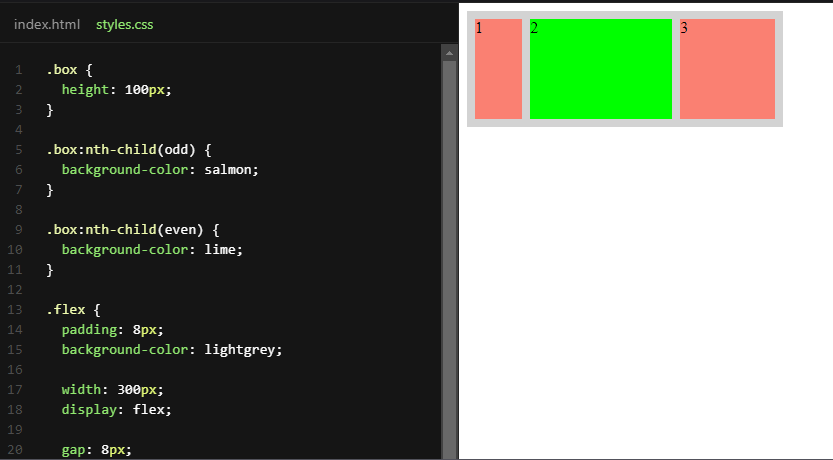 index.html styles.css
1 .box {
2   height: 100px;
3 }
4
5 .box:nth-child(odd) {
6   background-color: salmon;
7 }
8
9 .box:nth-child(even) {
10   background-color: lime;
11 }
12
13 .flex {
14   padding: 8px;
15   background-color: lightgrey;
16
17   width: 300px;
18   display: flex;
19
20   gap: 8px;
1 2 3